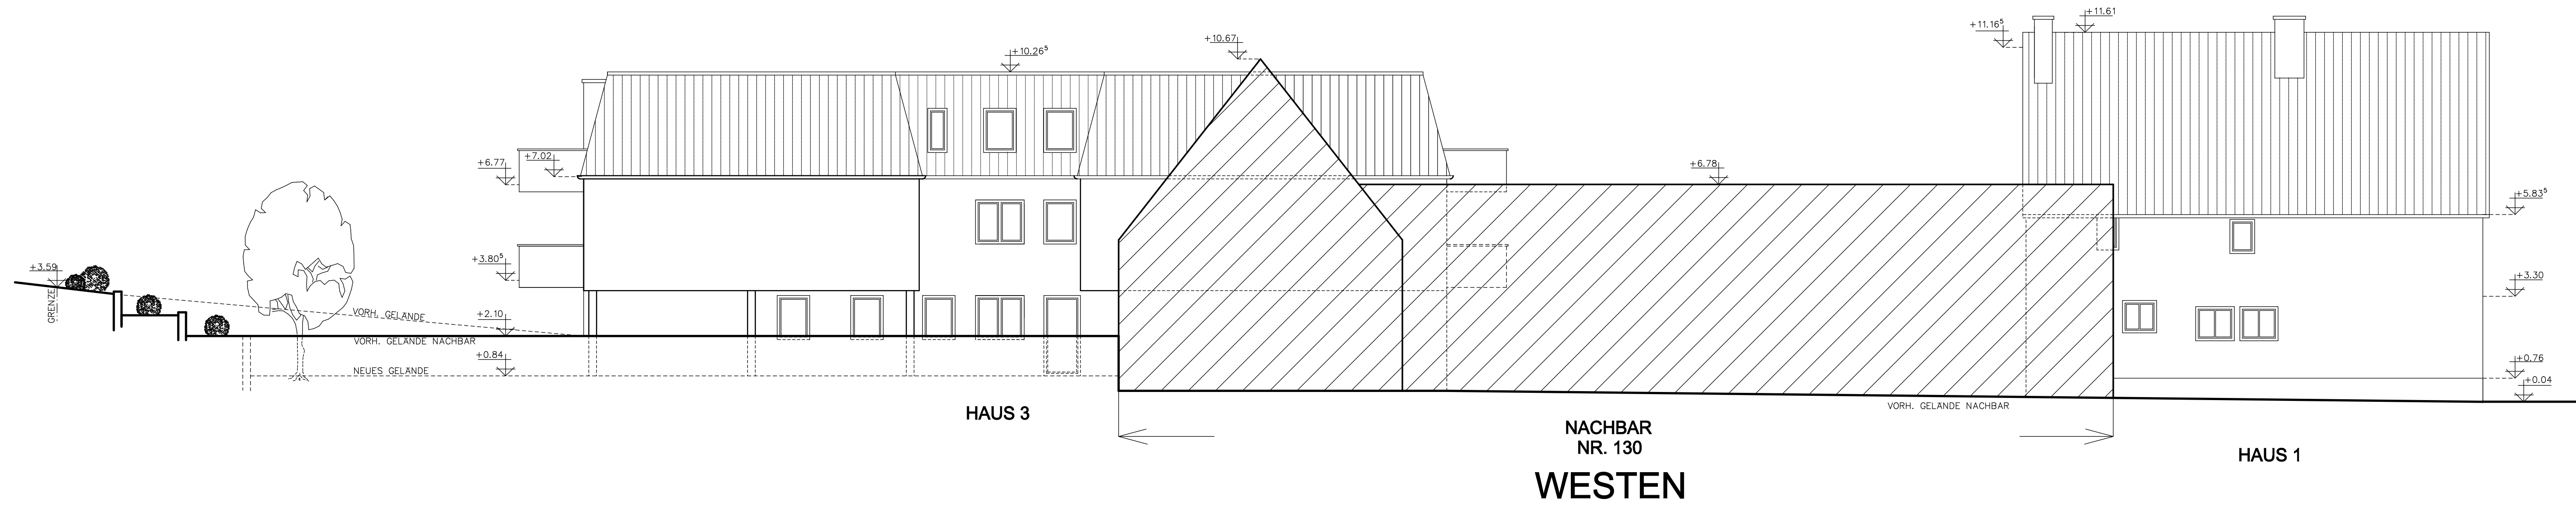 +11.61
+11.16⁵
+10.67
+10.26⁵
+7.02
+6.77
+6.78
+5.83⁵
+3.80⁵
+3.59
GRENZE
+3.30
VORH. GELÄNDE
+2.10
VORH. GELÄNDE NACHBAR
+0.84
NEUES GELÄNDE
+0.76
+0.04
VORH. GELÄNDE NACHBAR
HAUS 3
NACHBAR
NR. 130
HAUS 1
WESTEN